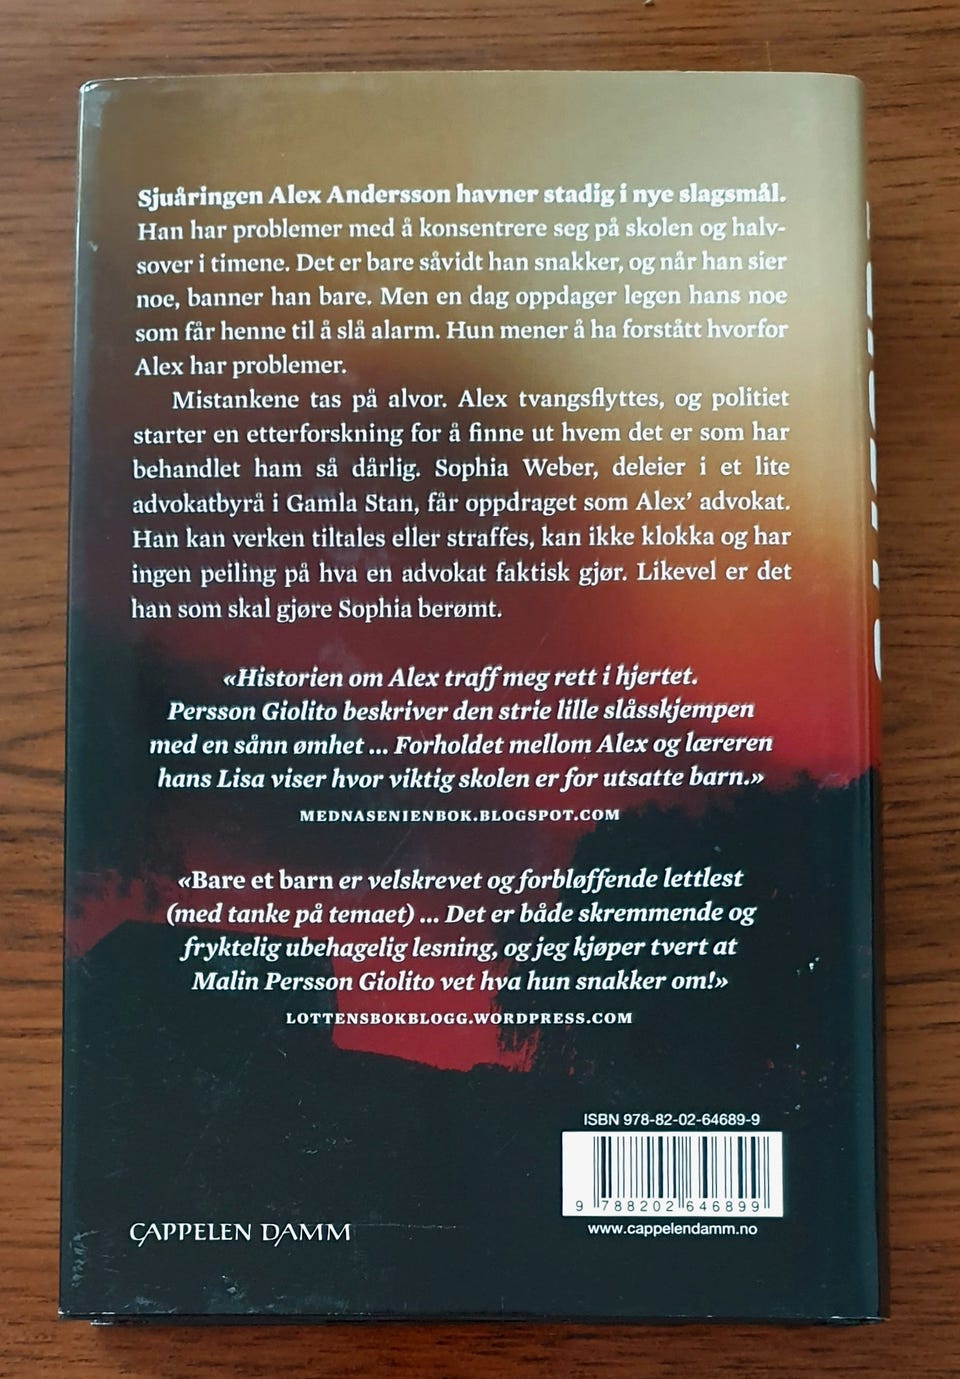 Sjuåringen Alex Andersson havner stadig i nye slagsmål.
Han har problemer med å konsentrere seg på skolen og halv-
sover i timene. Det er bare såvidt han snakker, og når han sier
noe, banner han bare. Men en dag oppdager legen hans noe
som får henne til å slå alarm. Hun mener å ha forstått hvorfor
Alex har problemer.
Mistankene tas på alvor. Alex tvangsflyttes, og politiet
starter en etterforskning for å finne ut hvem det er som har
behandlet ham så dårlig. Sophia Weber, deleier i et lite
advokatbyrå i Gamla Stan, får oppdraget som Alex’ advokat.
Han kan verken tiltales eller straffes, kan ikke klokka og har
ingen peiling på hva en advokat faktisk gjør. Likevel er det
han som skal gjøre Sophia berømt.
«Historien om Alex traff meg rett i hjertet.
Persson Giolito beskriver den strie lille slåsskjempen
med en sånn ømhet ... Forholdet mellom Alex og læreren
hans Lisa viser hvor viktig skolen er for utsatte barn.»
MEDNASENIENBOK.BLOGSPOT.COM
«Bare et barn er velskrevet og forbløffende lettlest
(med tanke på temaet) ... Det er både skremmende og
fryktelig ubehagelig lesning, og jeg kjøper tvert at
Malin Persson Giolito vet hva hun snakker om!»
LOTTENSBOKBLOGG.WORDPRESS.COM
ISBN 978-82-02-64689-9
9 788202 646899
www.cappelendamm.no
CAPPELEN DAMM